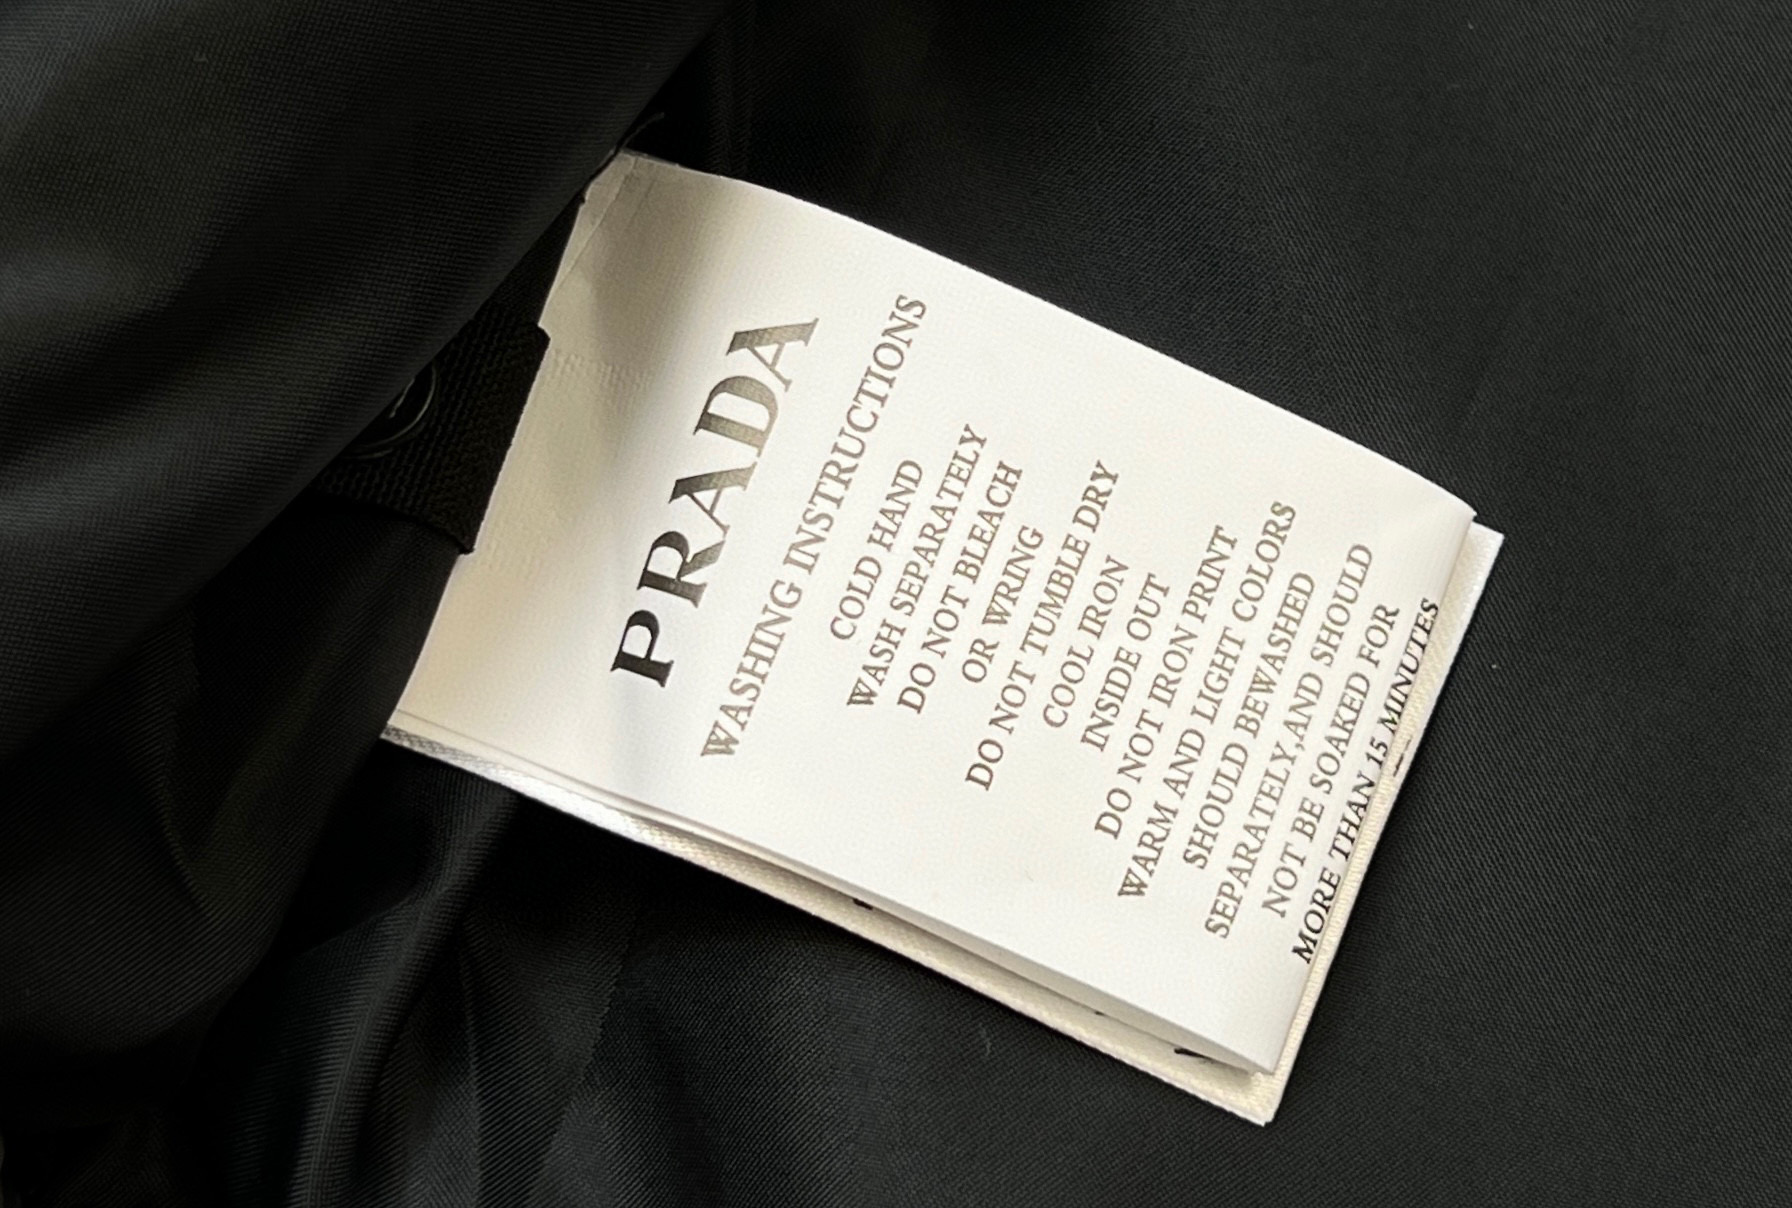 PRADA
WASHING INSTRUCTIONS
COLD HAND
WASH SEPARATELY
DO NOT BLEACH
OR WRING
DO NOT TUMBLE DRY
COOL IRON
INSIDE OUT
DO NOT IRON PRINT
WARM AND LIGHT COLORS
SHOULD BEWASHED
SEPARATELY,AND SHOULD
NOT BE SOAKED FOR
MORE THAN 15 MINUTES